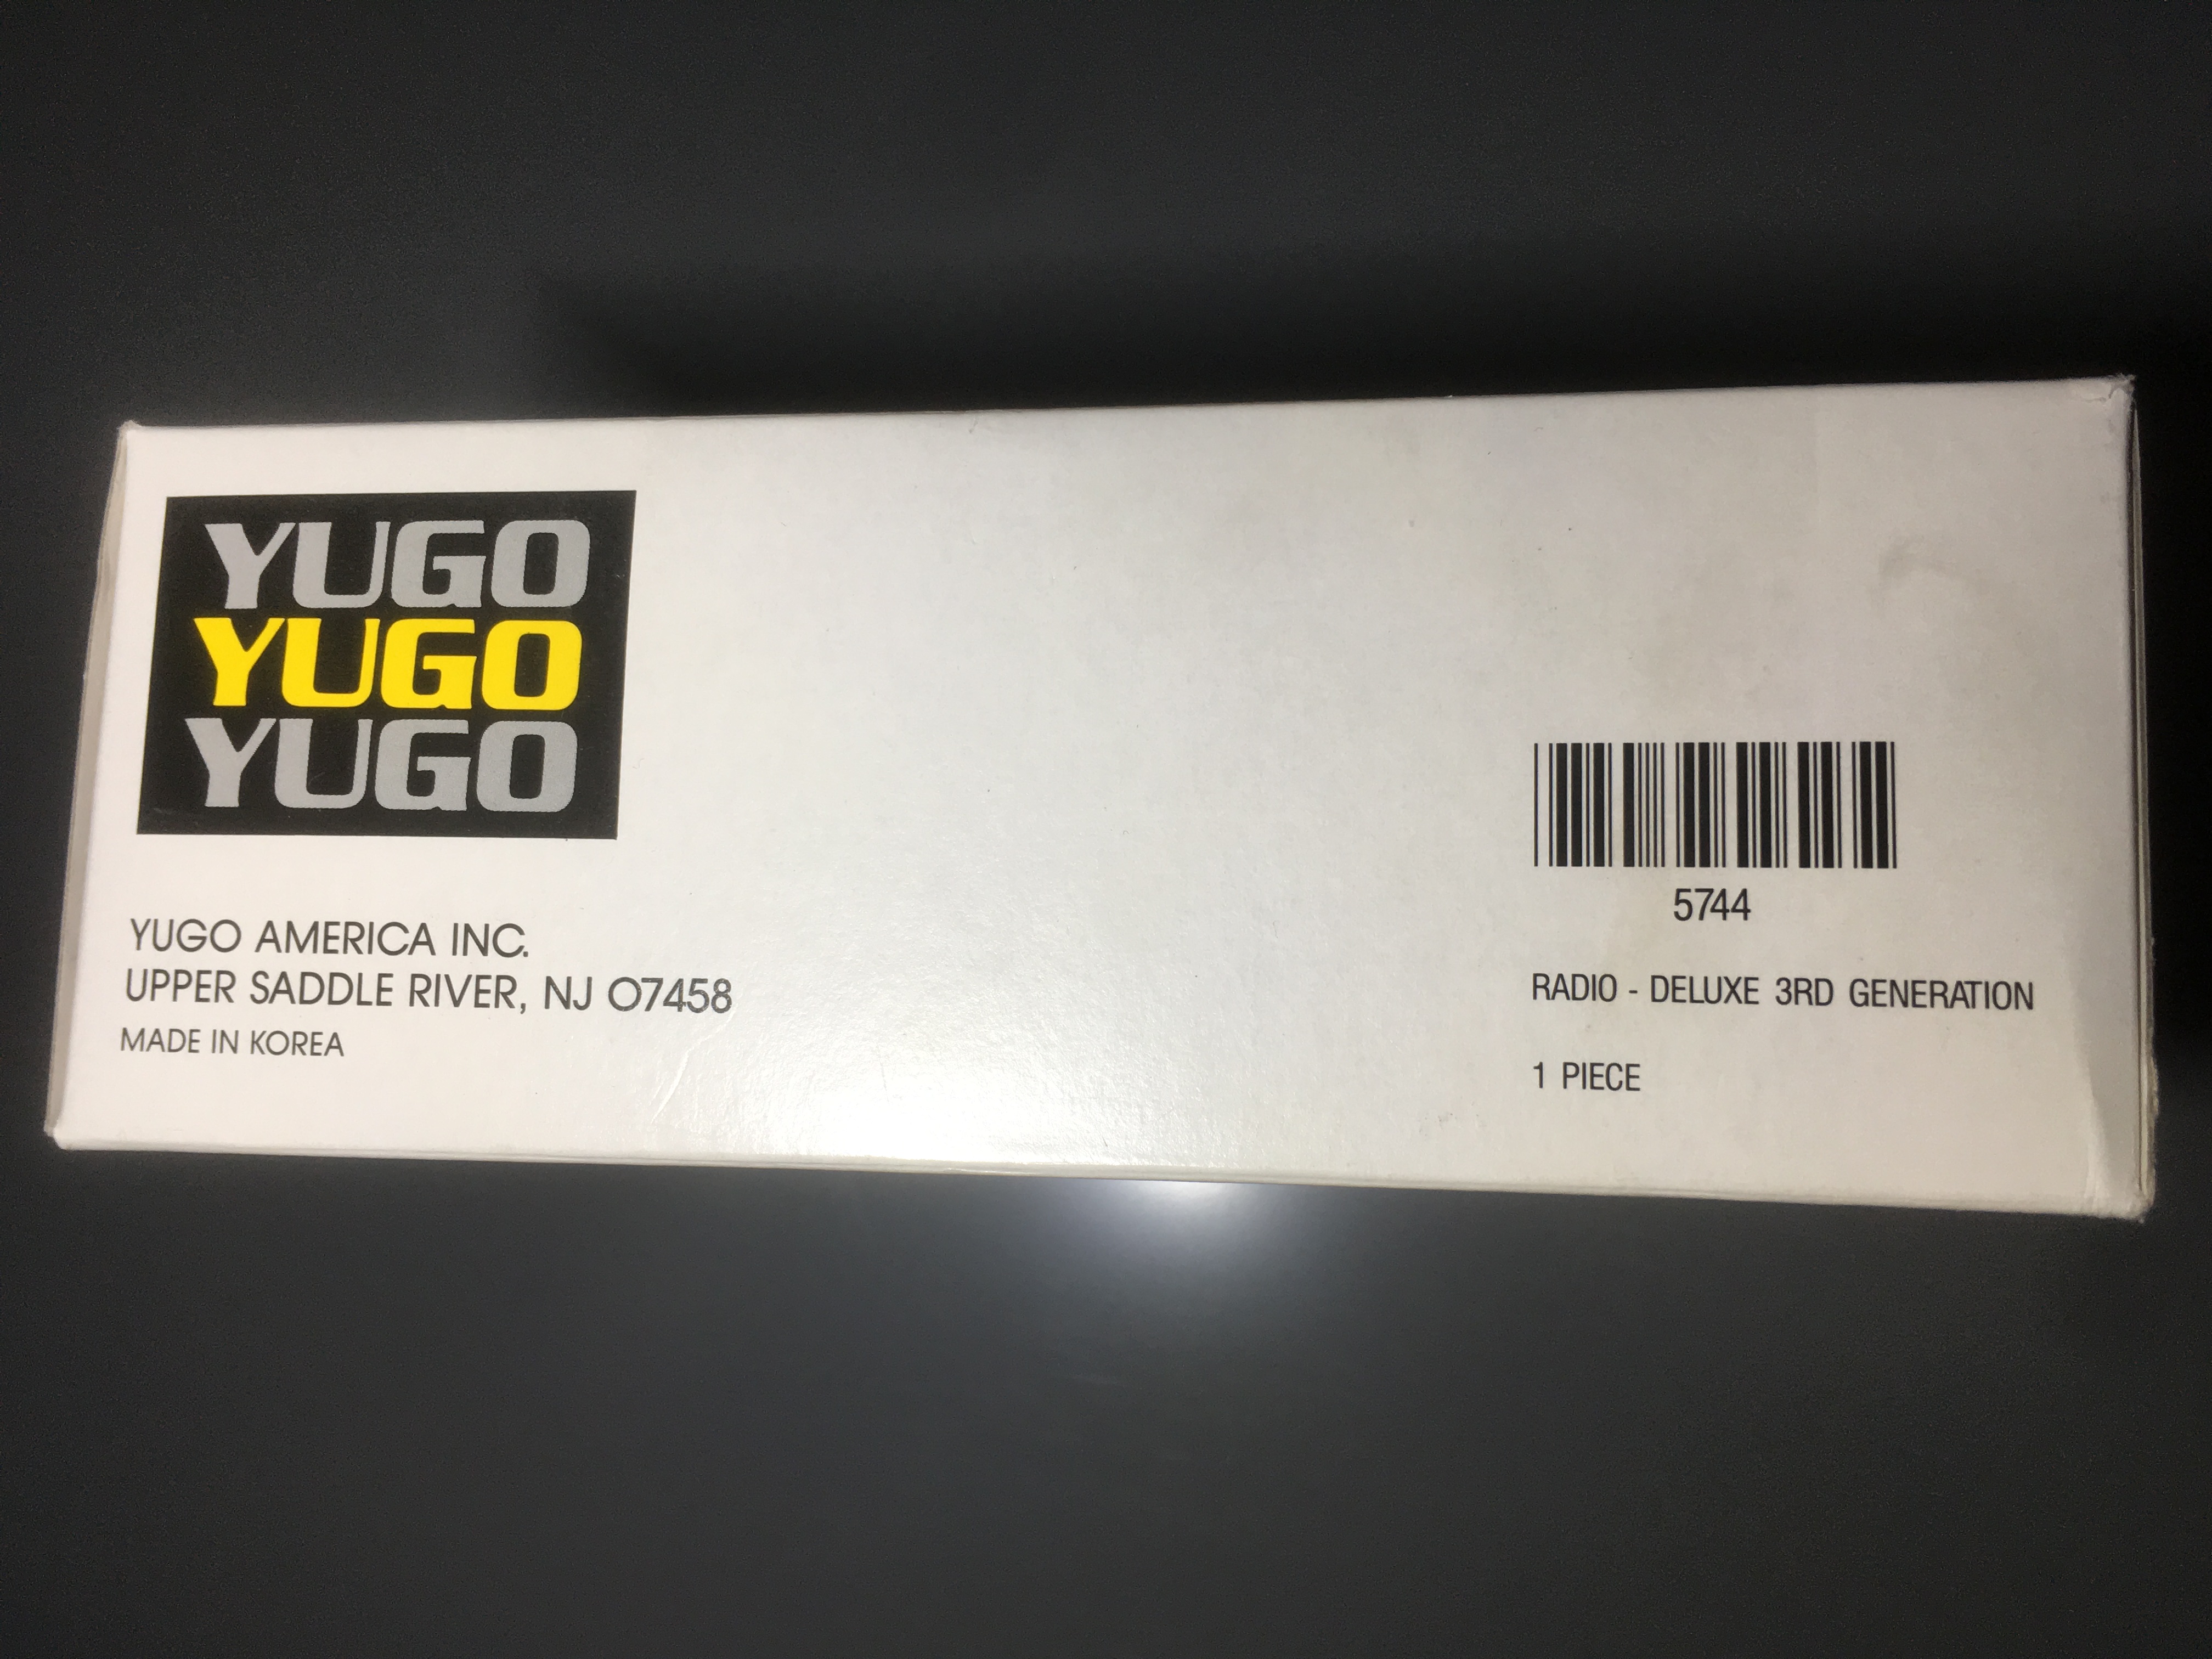 YUGO
YUGO
YUGO
YUGO AMERICA INC.
UPPER SADDLE RIVER, NJ 07458
MADE IN KOREA
5744
RADIO - DELUXE 3RD GENERATION
1 PIECE